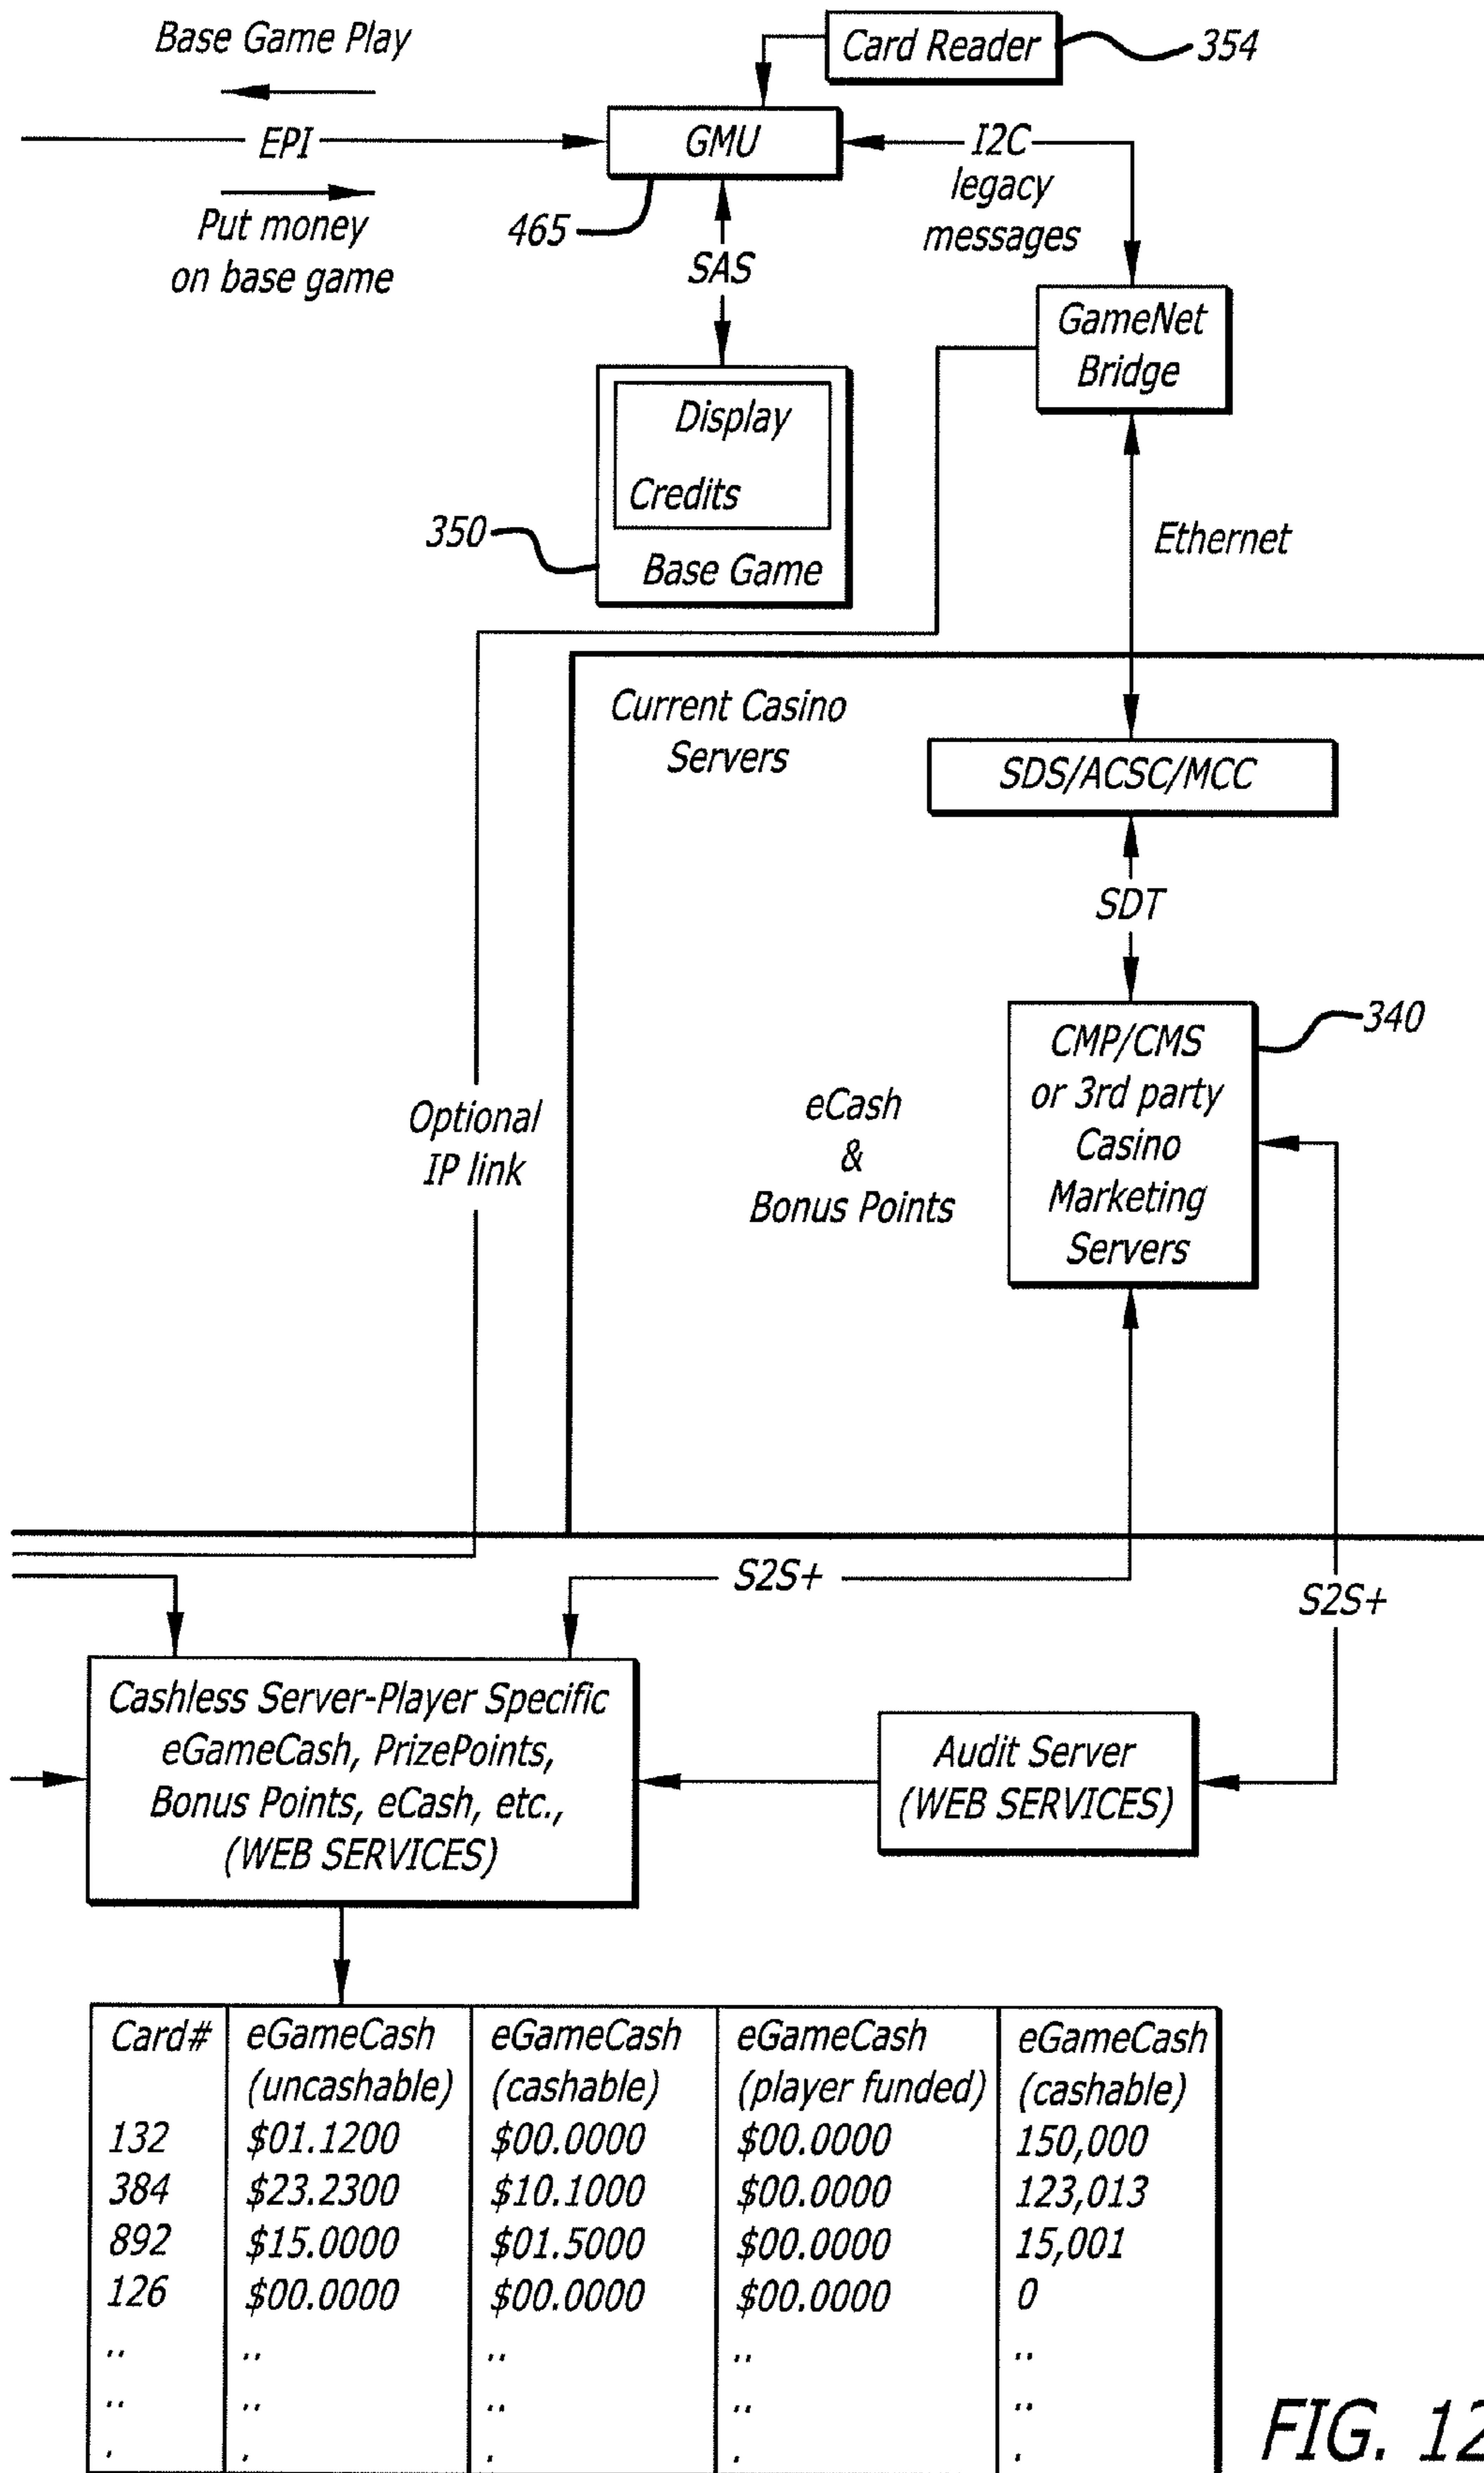 Base Game Play
Card Reader
354
EPI
GMU
I2C
legacy
messages
Put money
on base game
465
SAS
GameNet
Bridge
Display
Credits
350
Base Game
Ethernet
Current Casino
Servers
SDS/ACSC/MCC
SDT
340
CMP/CMS
or 3rd party
Casino
Marketing
Servers
eCash
&
Bonus Points
Optional
IP link
S2S+
S2S+
Cashless Server-Player Specific
eGameCash, PrizePoints,
Bonus Points, eCash, etc.,
(WEB SERVICES)
Audit Server
(WEB SERVICES)
Card# eGameCash eGameCash eGameCash eGameCash
(uncashable) (cashable) (player funded) (cashable)
132 $01.1200 $00.0000 $00.0000 150,000
384 $23.2300 $10.1000 $00.0000 123,013
892 $15.0000 $01.5000 $00.0000 15,001
126 $00.0000 $00.0000 $00.0000 0
.. .. .. .. ..
.. .. .. .. ..
. . . . .
FIG. 12